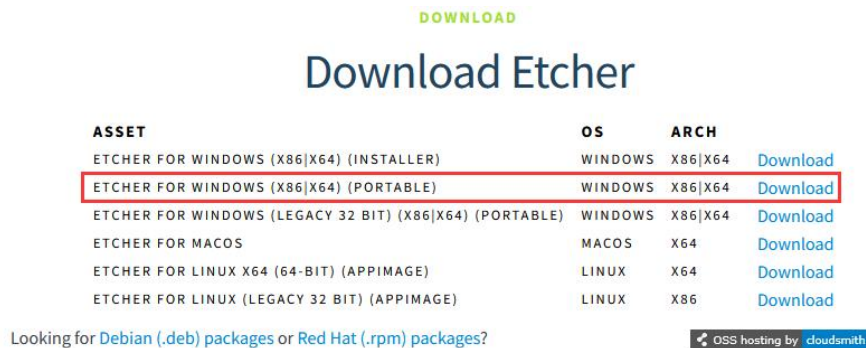 DOWNLOAD
Download Etcher
ASSET OS ARCH
ETCHER FOR WINDOWS (X86|X64) (INSTALLER) WINDOWS X86|X64 Download
ETCHER FOR WINDOWS (X86|X64) (PORTABLE) WINDOWS X86|X64 Download
ETCHER FOR WINDOWS (LEGACY 32 BIT) (X86|X64) (PORTABLE) WINDOWS X86|X64 Download
ETCHER FOR MACOS MACOS X64 Download
ETCHER FOR LINUX X64 (64-BIT) (APPIMAGE) LINUX X64 Download
ETCHER FOR LINUX (LEGACY 32 BIT) (APPIMAGE) LINUX X86 Download
Looking for Debian (.deb) packages or Red Hat (.rpm) packages? OSS hosting by cloudsmith